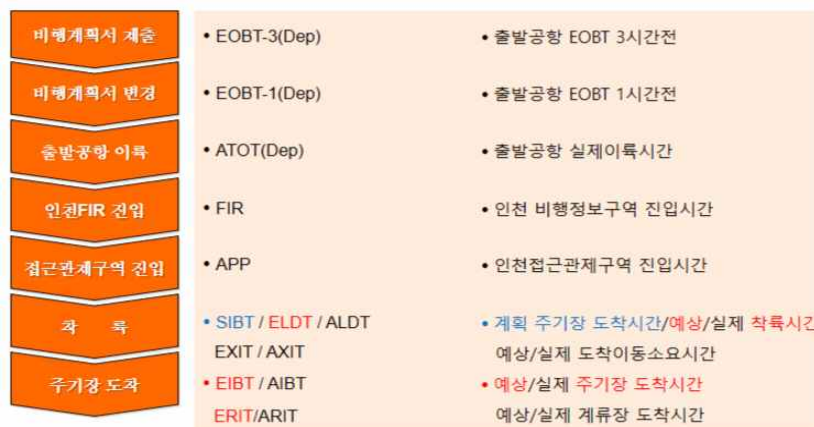 비행계획서 제출 • EOBT-3(Dep) • 출발공항 EOBT 3시간전
비행계획서 변경 • EOBT-1(Dep) • 출발공항 EOBT 1시간전
출발공항 이륙 • ATOT(Dep) • 출발공항 실제이륙시간
인천FIR 진입 • FIR • 인천 비행정보구역 진입시간
접근관제구역 진입 • APP • 인천접근관제구역 진입시간
착 륙 • SIBT / ELDT / ALDT • 계획 주기장 도착시간/예상/실제 착륙시간
EXIT / AXIT 예상/실제 도착이동소요시간
주기장 도착 • EIBT / AIBT • 예상/실제 주기장 도착시간
ERIT/ARIT 예상/실제 계류장 도착시간